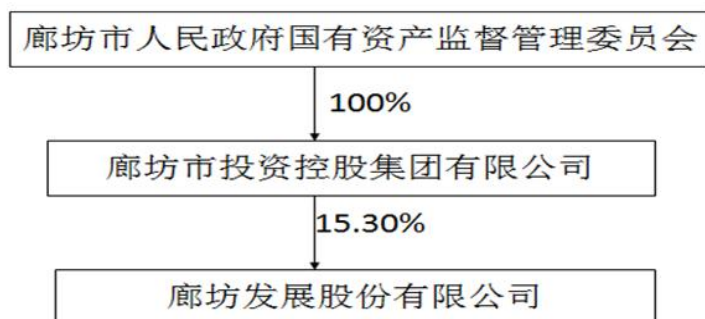 廊坊市人民政府国有资产监督管理委员会
100%
廊坊市投资控股集团有限公司
15.30%
廊坊发展股份有限公司